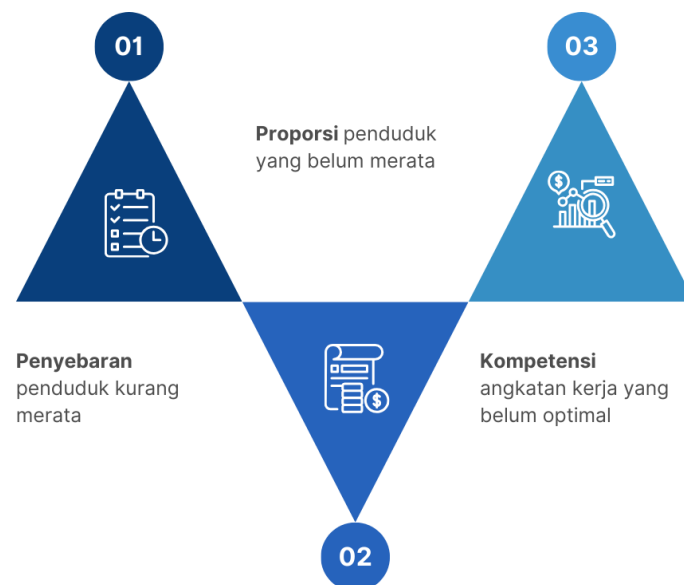 01
Penyebaran
penduduk kurang
merata
Proporsi penduduk
yang belum merata
02
03
Kompetensi
angkatan kerja yang
belum optimal